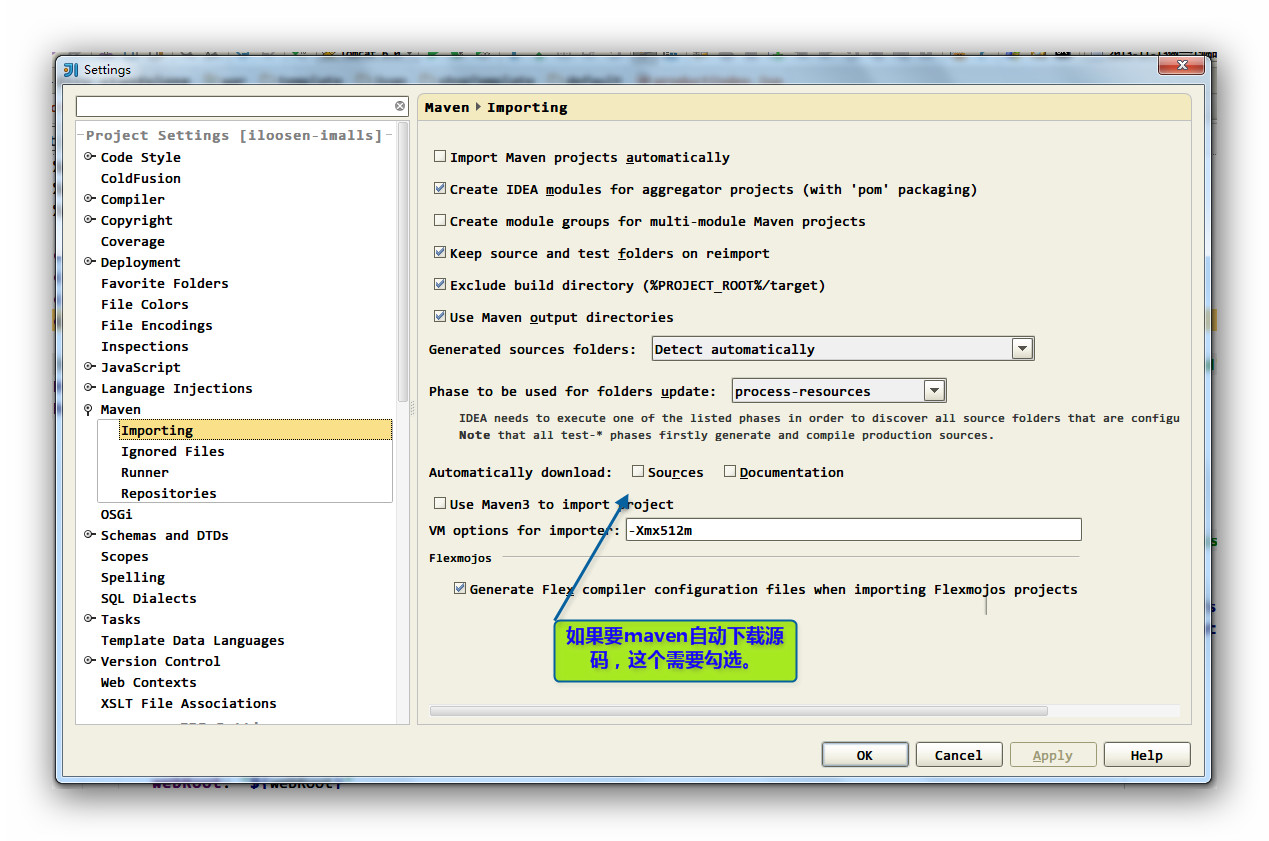 Settings
Project Settings [iloosen-imalls]
Code Style
ColdFusion
Compiler
Copyright
Coverage
Deployment
Favorite Folders
File Colors
File Encodings
Inspections
JavaScript
Language Injections
Maven
Importing
Ignored Files
Runner
Repositories
OSGi
Schemas and DTDs
Scopes
Spelling
SQL Dialects
Tasks
Template Data Languages
Version Control
Web Contexts
XSLT File Associations
Maven Importing
Import Maven projects automatically
Create IDEA modules for aggregator projects (with 'pom' packaging)
Create module groups for multi-module Maven projects
Keep source and test folders on reimport
Exclude build directory (%PROJECT_ROOT%/target)
Use Maven output directories
Generated sources folders: Detect automatically
Phase to be used for folders update: process-resources
IDEA needs to execute one of the listed phases in order to discover all source folders that are configu
Note that all test-* phases firstly generate and compile production sources.
Automatically download: Sources Documentation
Use Maven3 to import project
VM options for importer: -Xmx512m
Flexmojos
Generate Flex compiler configuration files when importing Flexmojos projects
如果要maven自动下载源
码，这个需要勾选。
OK Cancel Apply Help